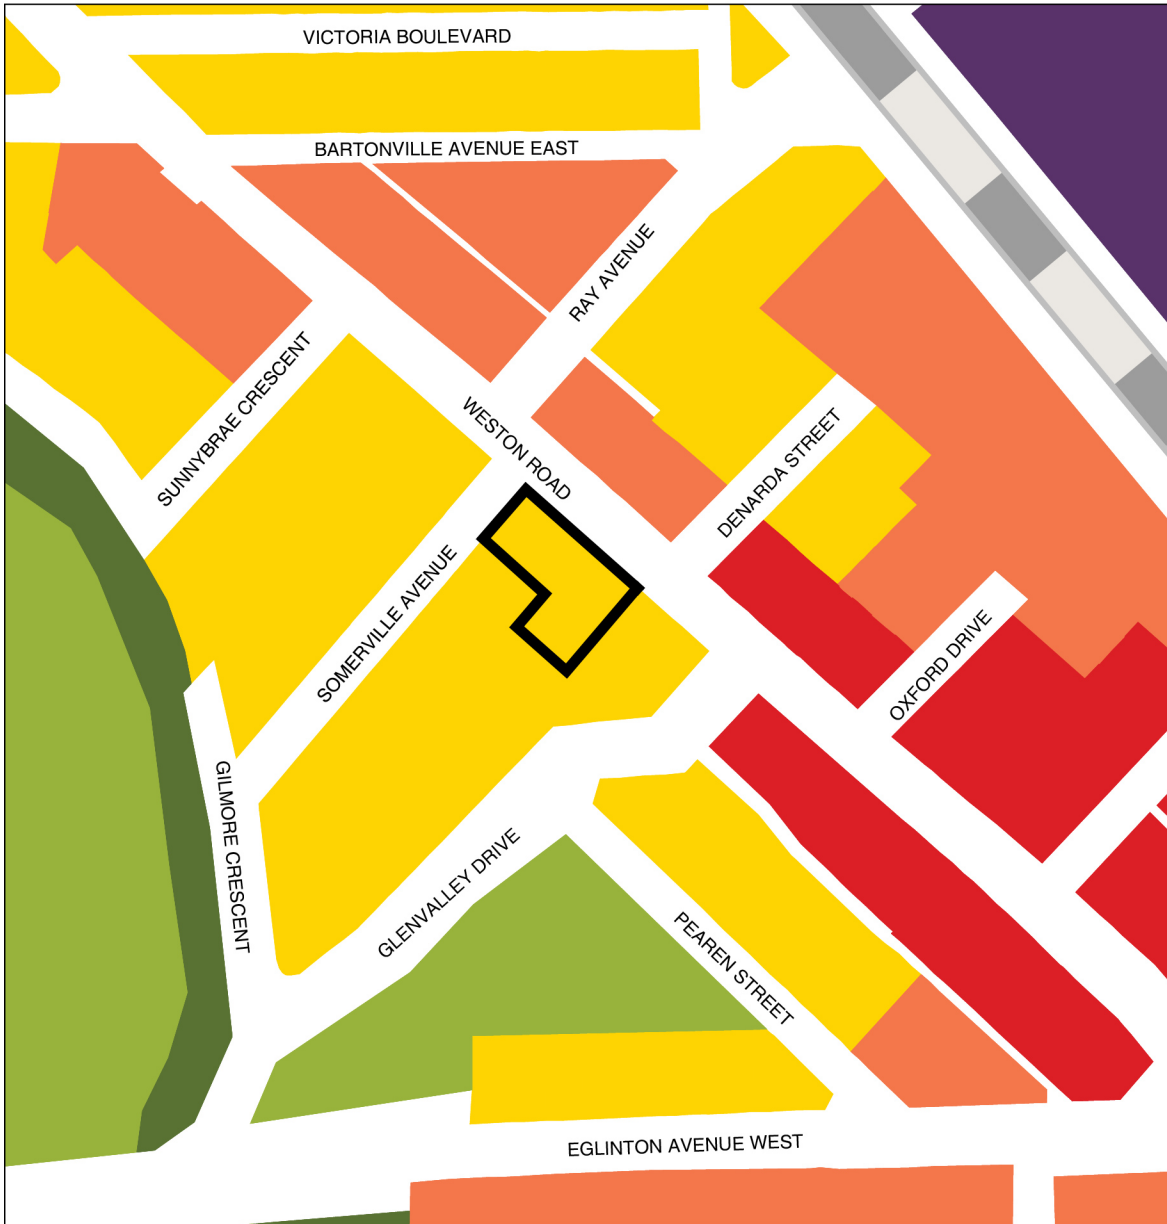 VICTORIA BOULEVARD
BARTONVILLE AVENUE EAST
RAY AVENUE
SUNNYBRAE CRESCENT
WESTON ROAD
DENARDA STREET
SOMERVILLE AVENUE
OXFORD DRIVE
GILMORE CRESCENT
GLENVALLEY DRIVE
PEAREN STREET
EGLINTON AVENUE WEST